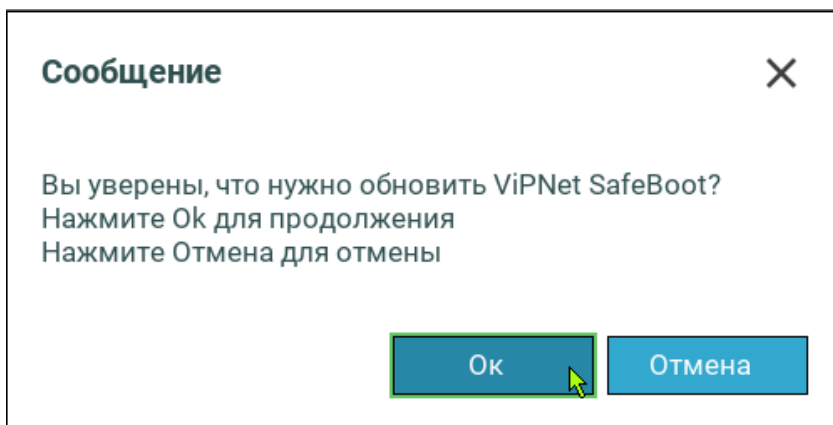 Сообщение
Вы уверены, что нужно обновить ViPNet SafeBoot?
Нажмите Ok для продолжения
Нажмите Отмена для отмены
Ок
Отмена